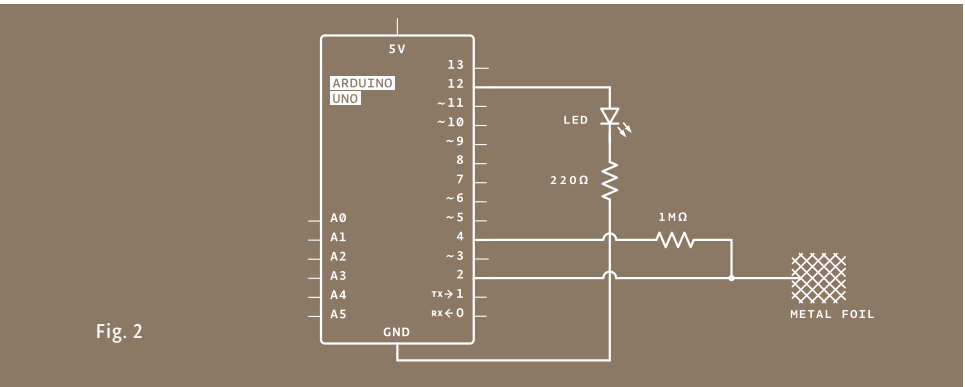 5V
ARDUINO
UNO
13
12
~11
~10
~9
8
7
~6
~5
4
~3
2
TX→1
RX←0
A0
A1
A2
A3
A4
A5
GND
LED
220Ω
1MΩ
METAL FOIL
Fig. 2